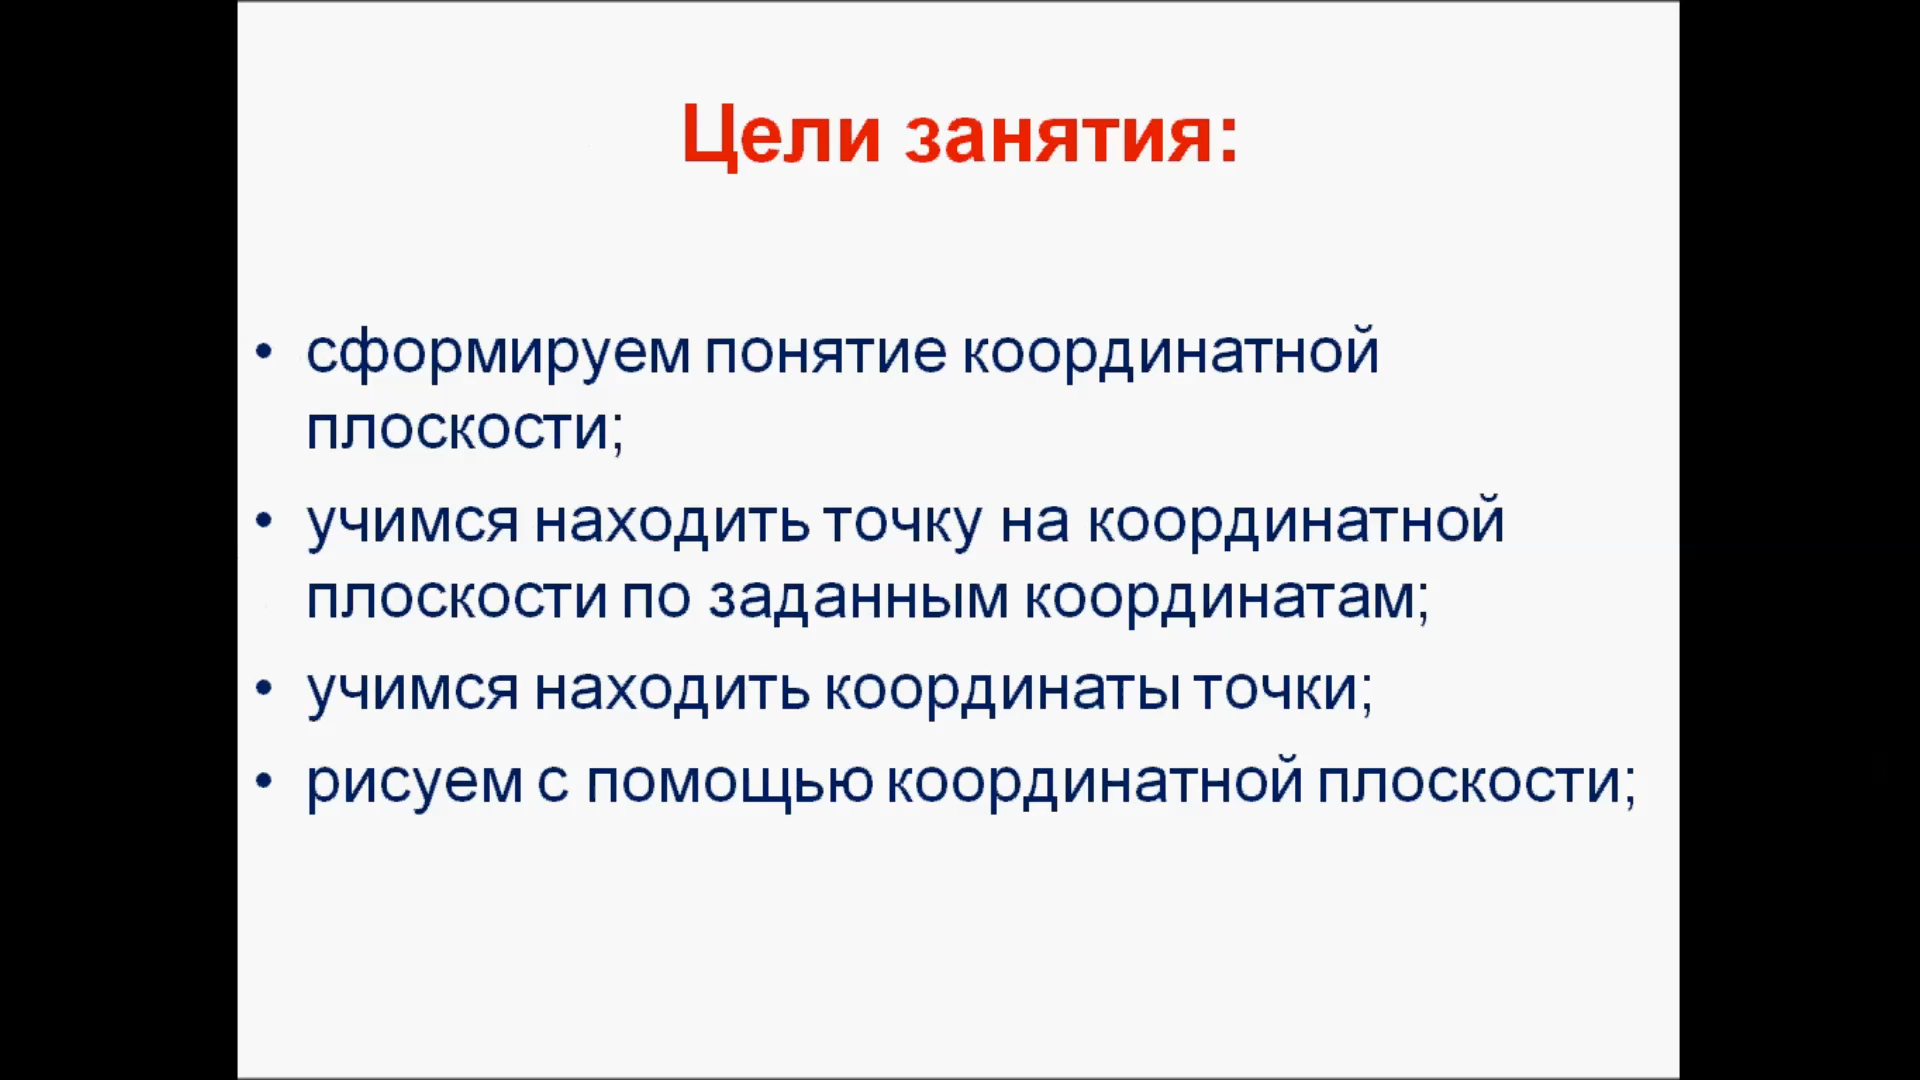 Цели занятия:
• сформируем понятие координатной
плоскости;
• учимся находить точку на координатной
плоскости по заданным координатам;
• учимся находить координаты точки;
• рисуем с помощью координатной плоскости;